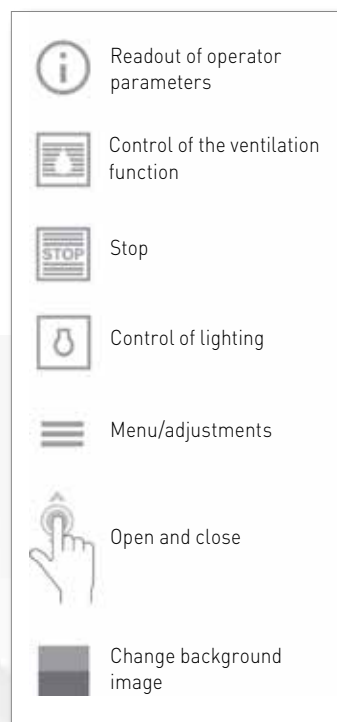 i
Readout of operator
parameters
Control of the ventilation
function
STOP
Stop
Control of lighting
Menu/adjustments
Open and close
Change background
image